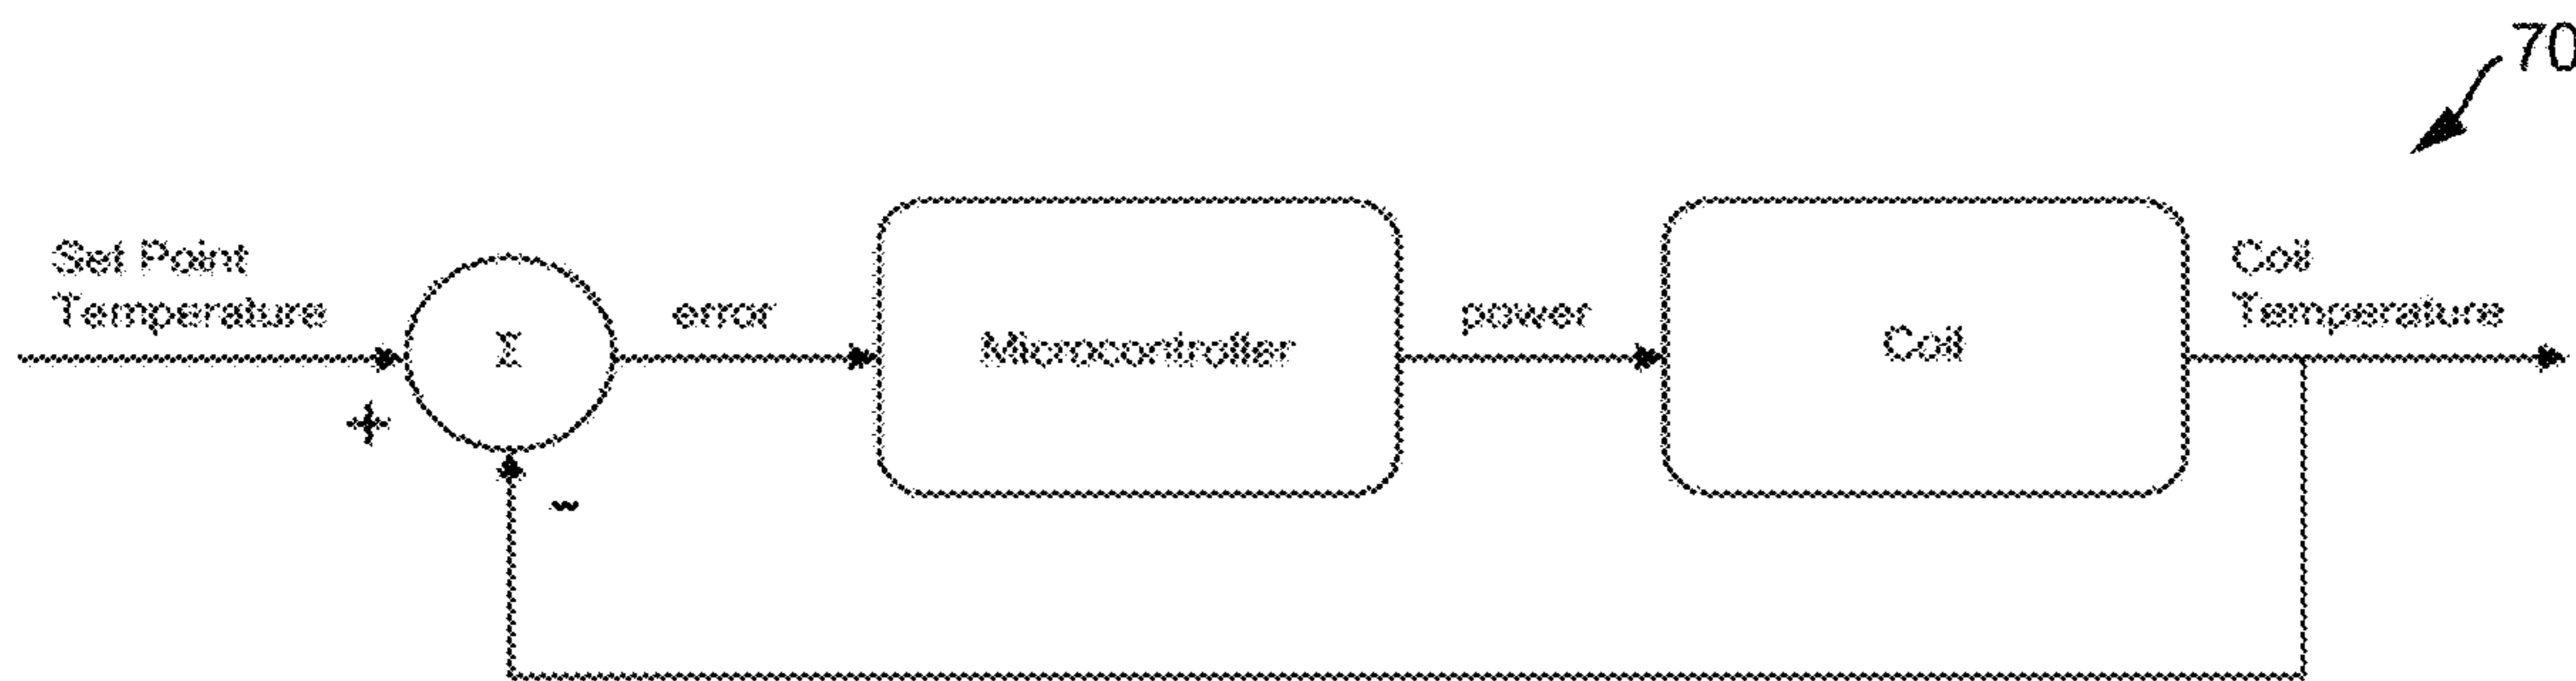 70
Set Point
Temperature
Σ
error
Microcontroller
power
Coil
Coil
Temperature
+
-